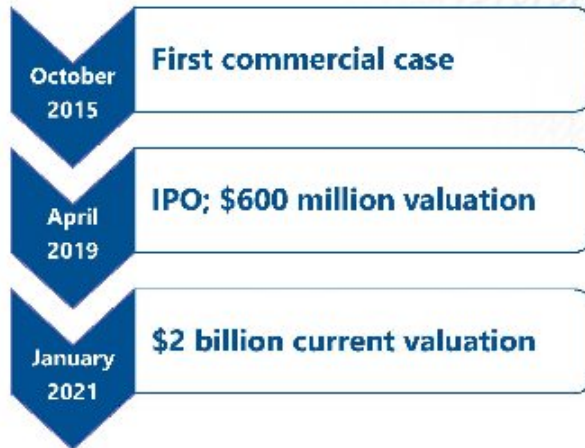 October
2015
First commercial case
April
2019
IPO; $600 million valuation
January
2021
$2 billion current valuation